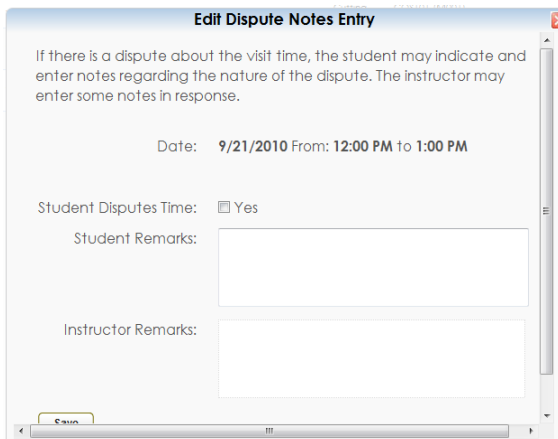 Edit Dispute Notes Entry
If there is a dispute about the visit time, the student may indicate and
enter notes regarding the nature of the dispute. The instructor may
enter some notes in response.
Date: 9/21/2010 From: 12:00 PM to 1:00 PM
Student Disputes Time: Yes
Student Remarks:
Instructor Remarks:
Save